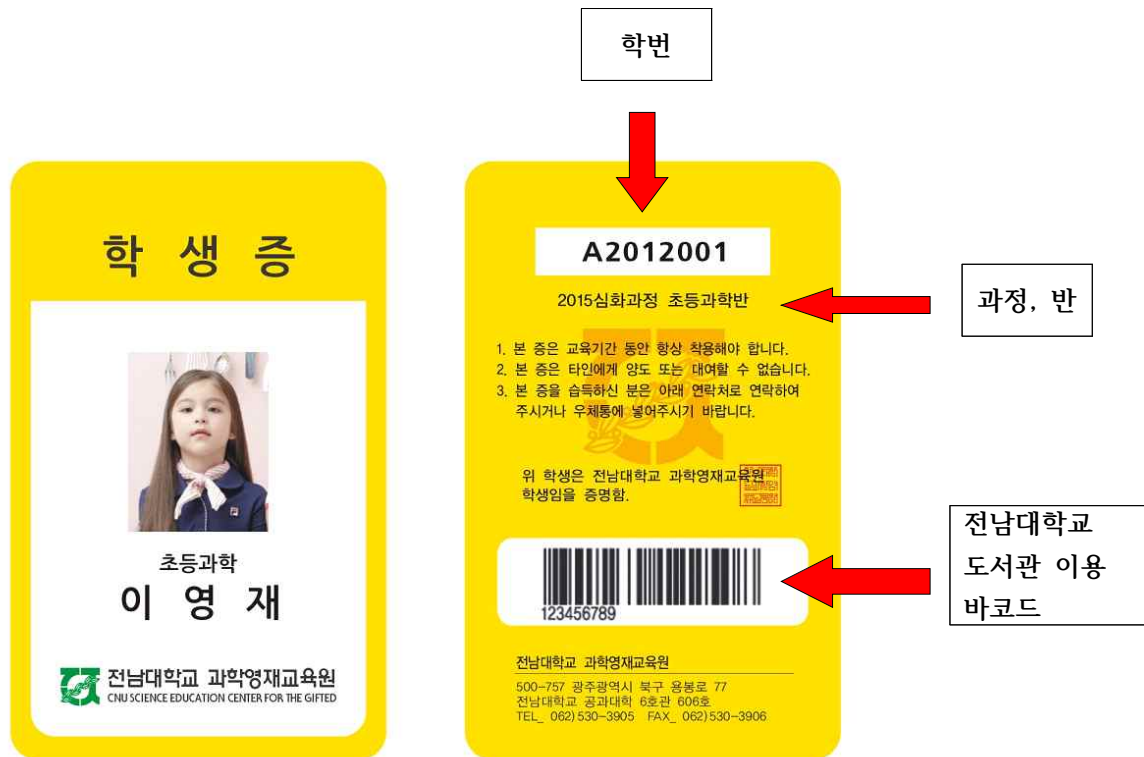 학번
학 생 증
초등과학
이 영 재
전남대학교 과학영재교육원
CNU SCIENCE EDUCATION CENTER FOR THE GIFTED
A2012001
2015심화과정 초등과학반
과정, 반
1. 본 증은 교육기간 동안 항상 착용해야 합니다.
2. 본 증은 타인에게 양도 또는 대여할 수 없습니다.
3. 본 증을 습득하신 분은 아래 연락처로 연락하여
주시거나 우체통에 넣어주시기 바랍니다.
위 학생은 전남대학교 과학영재교육원
학생임을 증명함.
123456789
전남대학교
도서관 이용
바코드
전남대학교 과학영재교육원
500-757 광주광역시 북구 용봉로 77
전남대학교 공과대학 6호관 606호
TEL_ 062)530-3905 FAX_ 062)530-3906